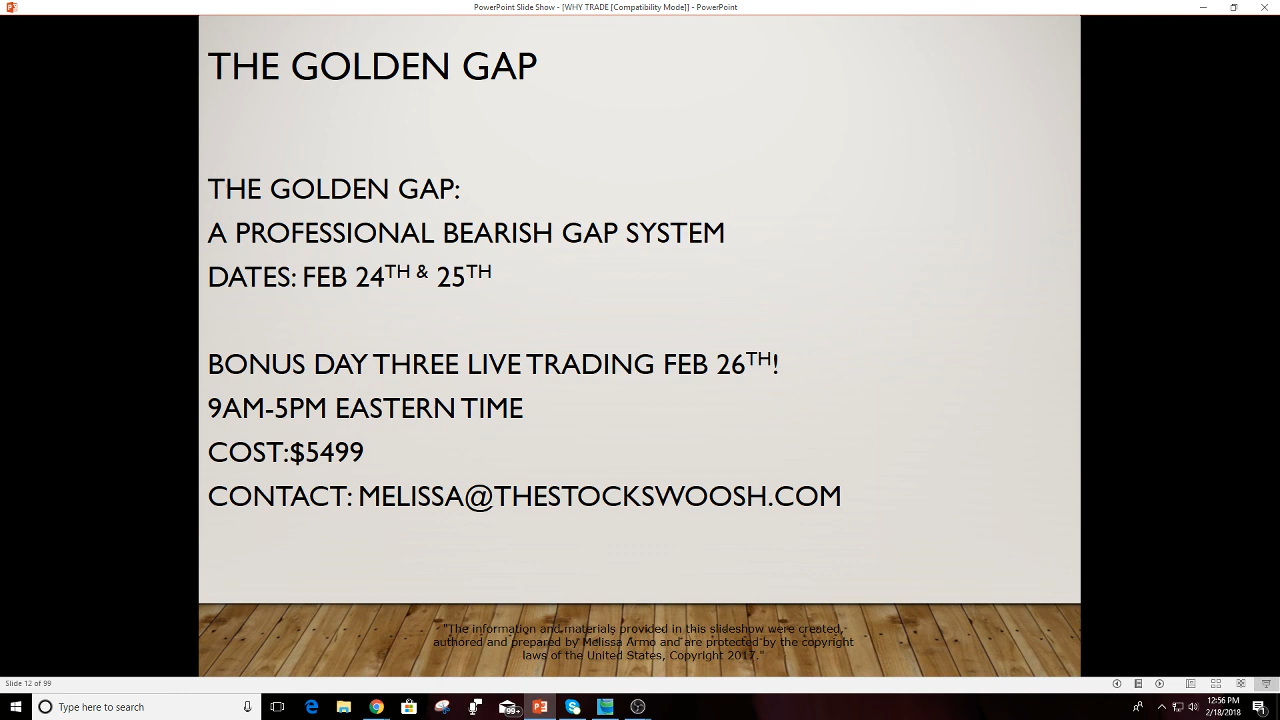 PowerPoint Slide Show - [WHY TRADE [Compatibility Mode]] - PowerPoint
THE GOLDEN GAP
THE GOLDEN GAP:
A PROFESSIONAL BEARISH GAP SYSTEM
DATES: FEB 24TH & 25TH
BONUS DAY THREE LIVE TRADING FEB 26TH!
9AM-5PM EASTERN TIME
COST:$5499
CONTACT: MELISSA@THESTOCKSWOOSH.COM
"The information and materials provided in this slideshow were created,
authored and prepared by Melissa Armo and are protected by the copyright
laws of the United States, Copyright 2017."
Slide 12 of 99
Type here to search
99+
12:56 PM
2/18/2018
1